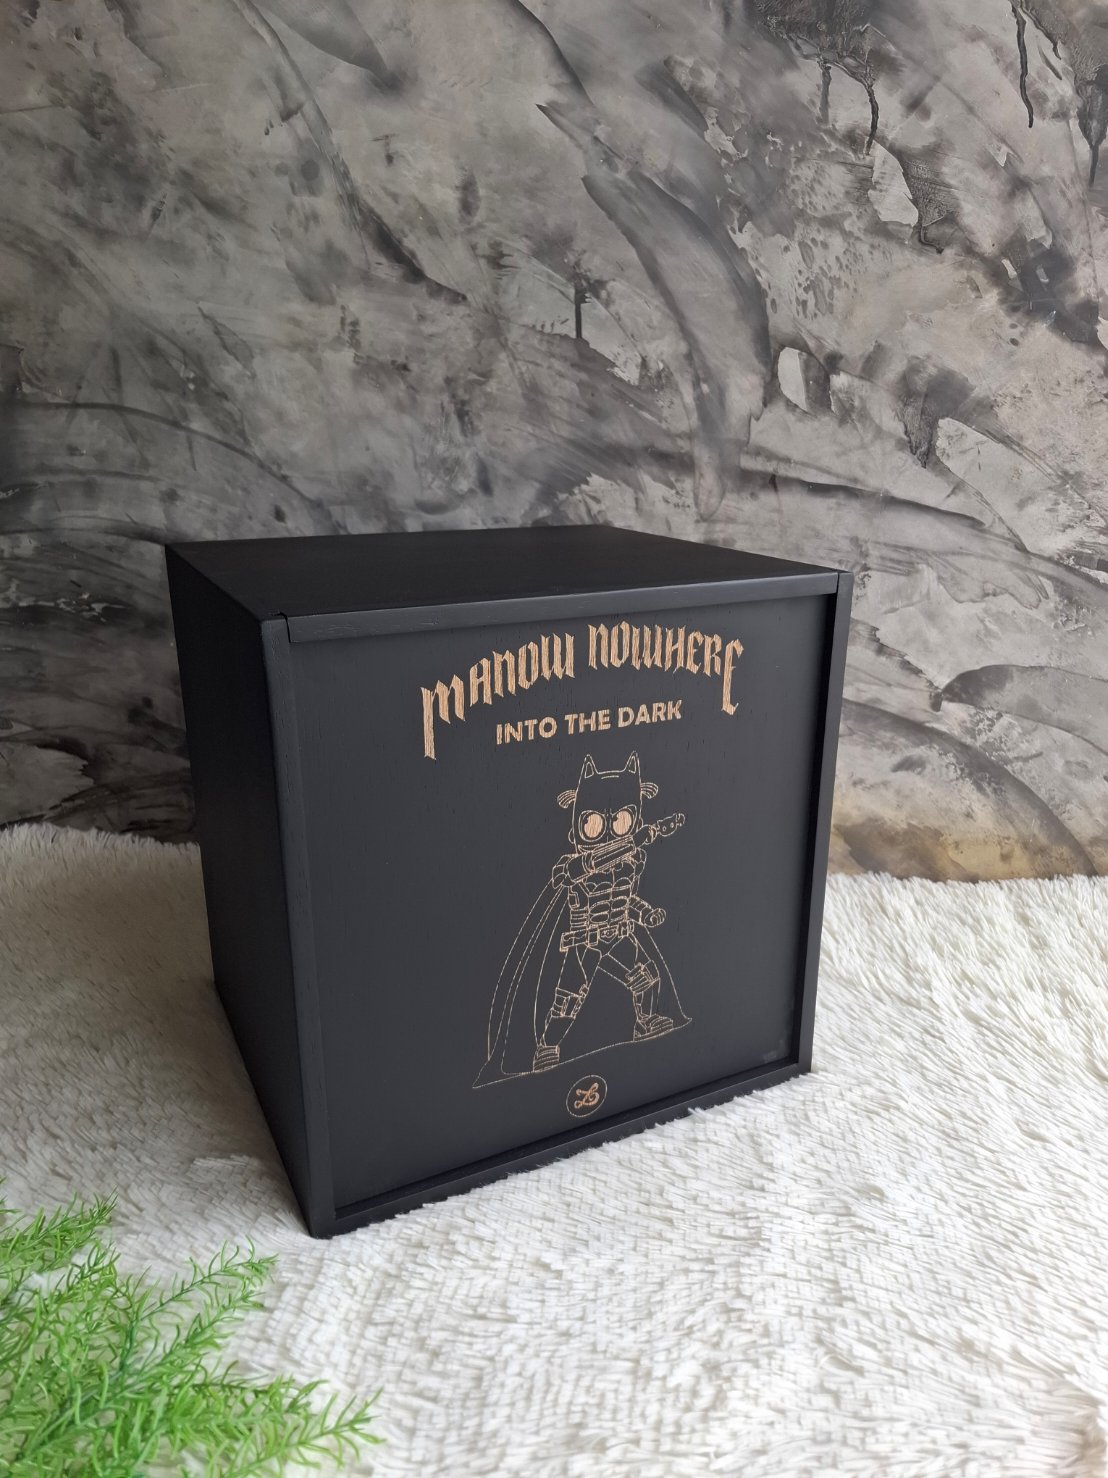 MANOW NOWHERE
INTO THE DARK